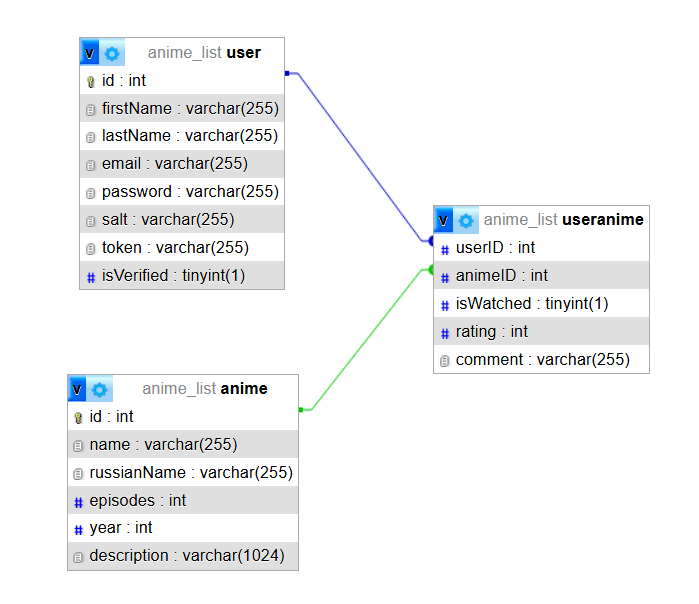 V anime_list user
id : int
firstName : varchar(255)
lastName : varchar(255)
email : varchar(255)
password : varchar(255)
salt : varchar(255)
token : varchar(255)
# isVerified : tinyint(1)
V anime_list useranime
# userID : int
# animeID : int
# isWatched : tinyint(1)
# rating : int
comment : varchar(255)
V anime_list anime
id : int
name : varchar(255)
russianName : varchar(255)
# episodes : int
# year : int
description : varchar(1024)